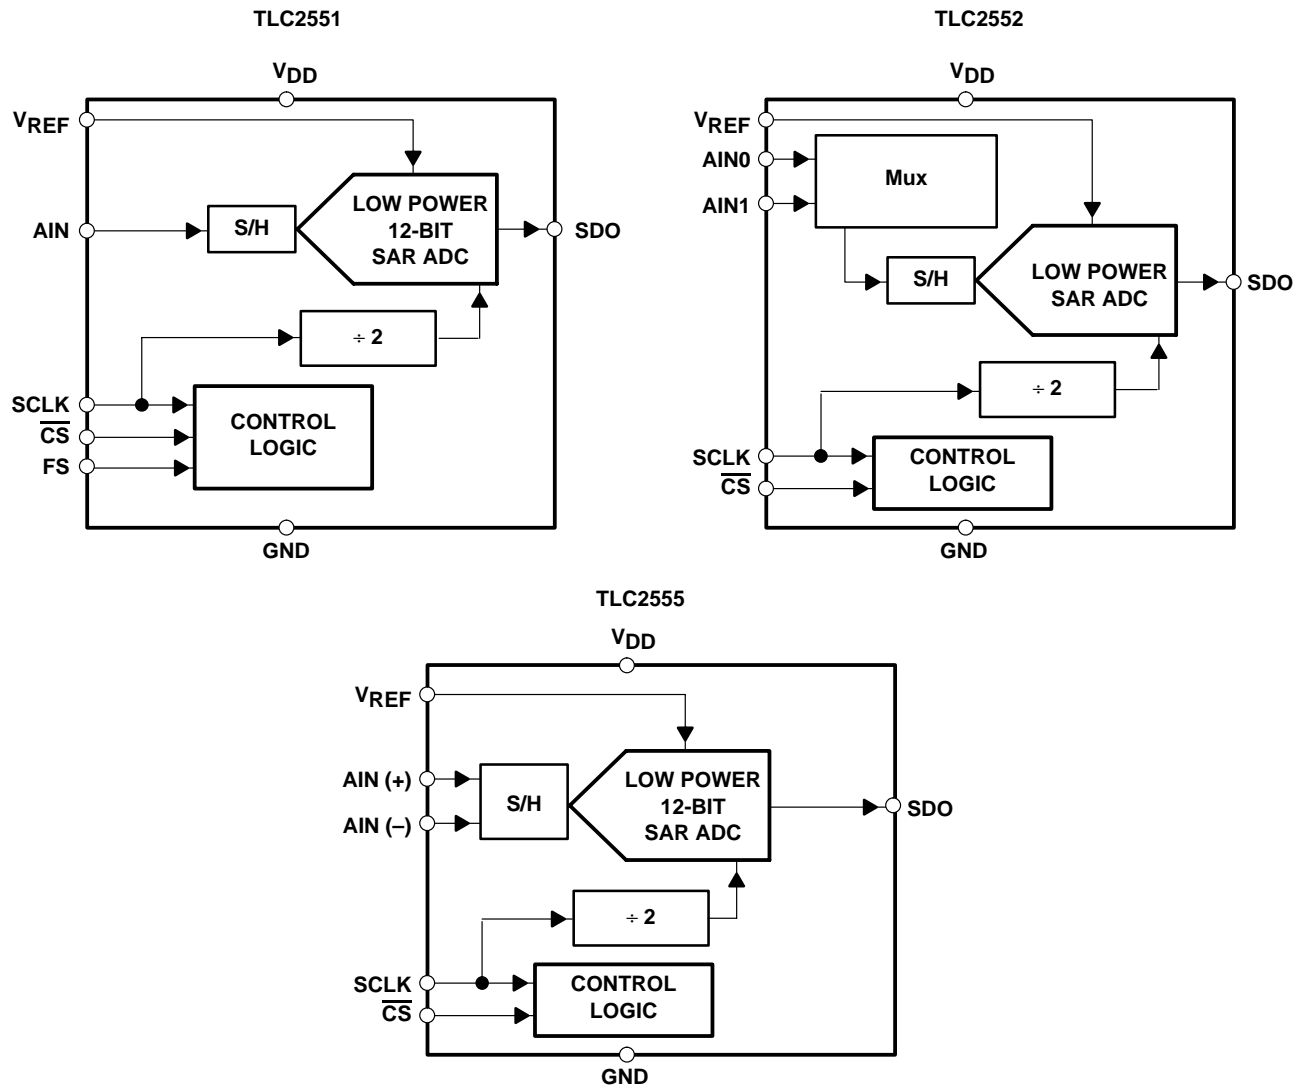 TLC2551
VDD
VREF
AIN
S/H
LOW POWER
12-BIT
SAR ADC
SDO
÷ 2
SCLK
CS
FS
CONTROL
LOGIC
GND
TLC2552
VDD
VREF
AIN0
AIN1
Mux
S/H
LOW POWER
SAR ADC
SDO
÷ 2
SCLK
CS
CONTROL
LOGIC
GND
TLC2555
VDD
VREF
AIN (+)
AIN (–)
S/H
LOW POWER
12-BIT
SAR ADC
SDO
÷ 2
SCLK
CS
CONTROL
LOGIC
GND